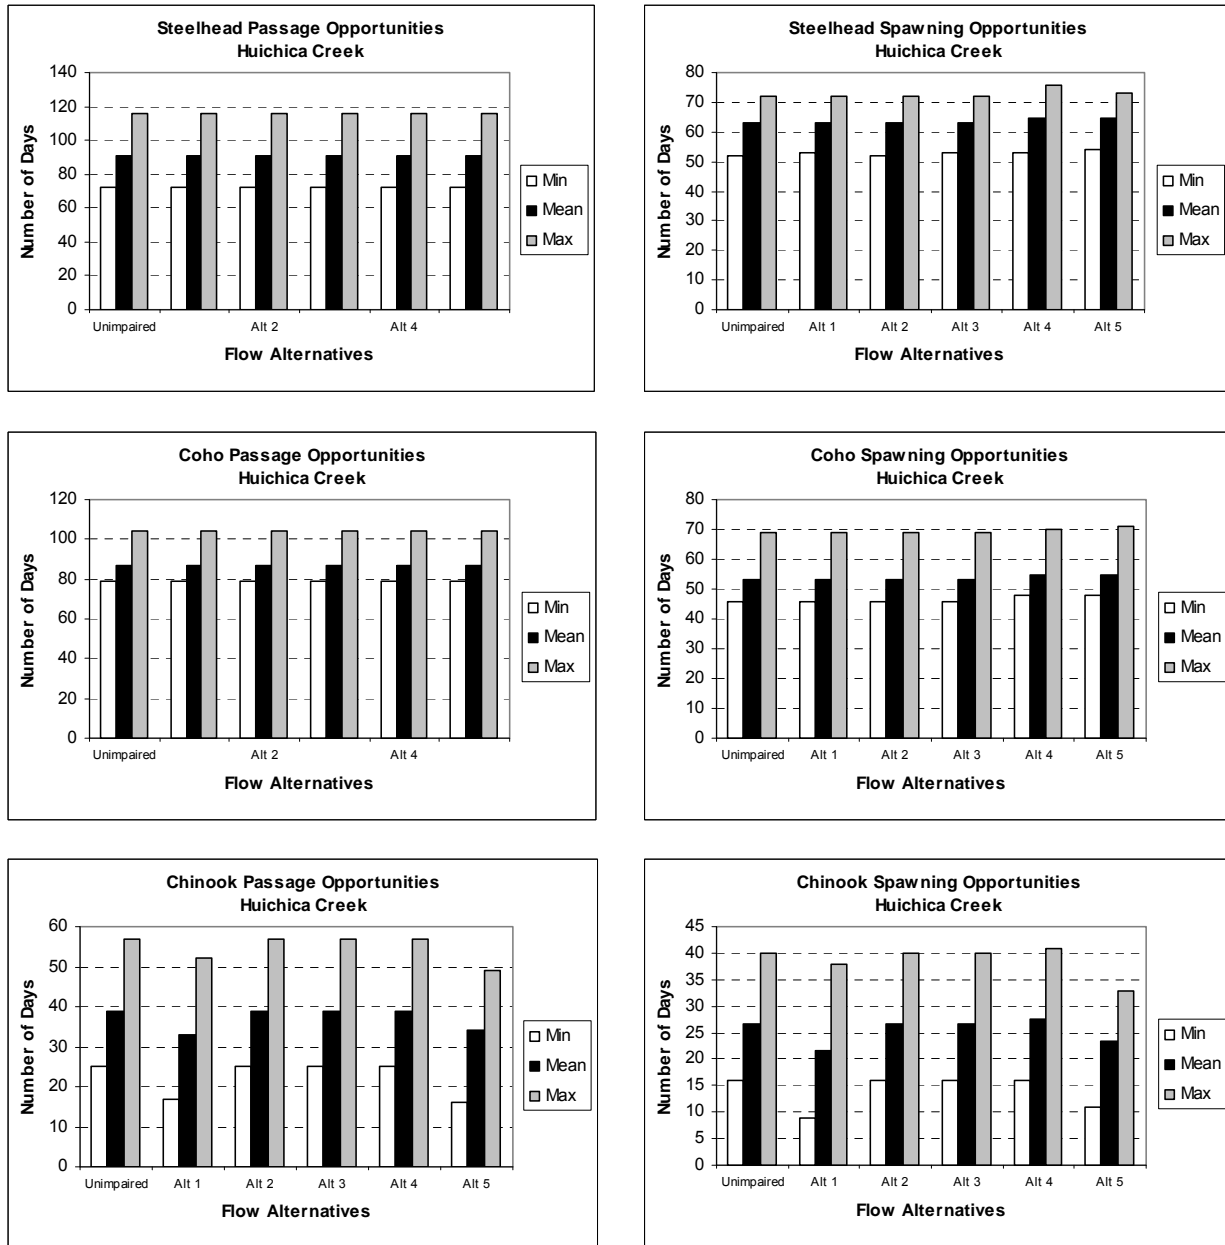 Steelhead Passage Opportunities
Huichica Creek
140
120
100
80
60
40
20
0
Number of Days
Unimpaired Alt 2 Alt 4
Flow Alternatives
Min
Mean
Max
Steelhead Spawning Opportunities
Huichica Creek
80
70
60
50
40
30
20
10
0
Number of Days
Unimpaired Alt 1 Alt 2 Alt 3 Alt 4 Alt 5
Flow Alternatives
Min
Mean
Max
Coho Passage Opportunities
Huichica Creek
120
100
80
60
40
20
0
Number of Days
Unimpaired Alt 2 Alt 4
Flow Alternatives
Min
Mean
Max
Coho Spawning Opportunities
Huichica Creek
80
70
60
50
40
30
20
10
0
Number of Days
Unimpaired Alt 1 Alt 2 Alt 3 Alt 4 Alt 5
Flow Alternatives
Min
Mean
Max
Chinook Passage Opportunities
Huichica Creek
60
50
40
30
20
10
0
Number of Days
Unimpaired Alt 1 Alt 2 Alt 3 Alt 4 Alt 5
Flow Alternatives
Min
Mean
Max
Chinook Spawning Opportunities
Huichica Creek
45
40
35
30
25
20
15
10
5
0
Number of Days
Unimpaired Alt 1 Alt 2 Alt 3 Alt 4 Alt 5
Flow Alternatives
Min
Mean
Max